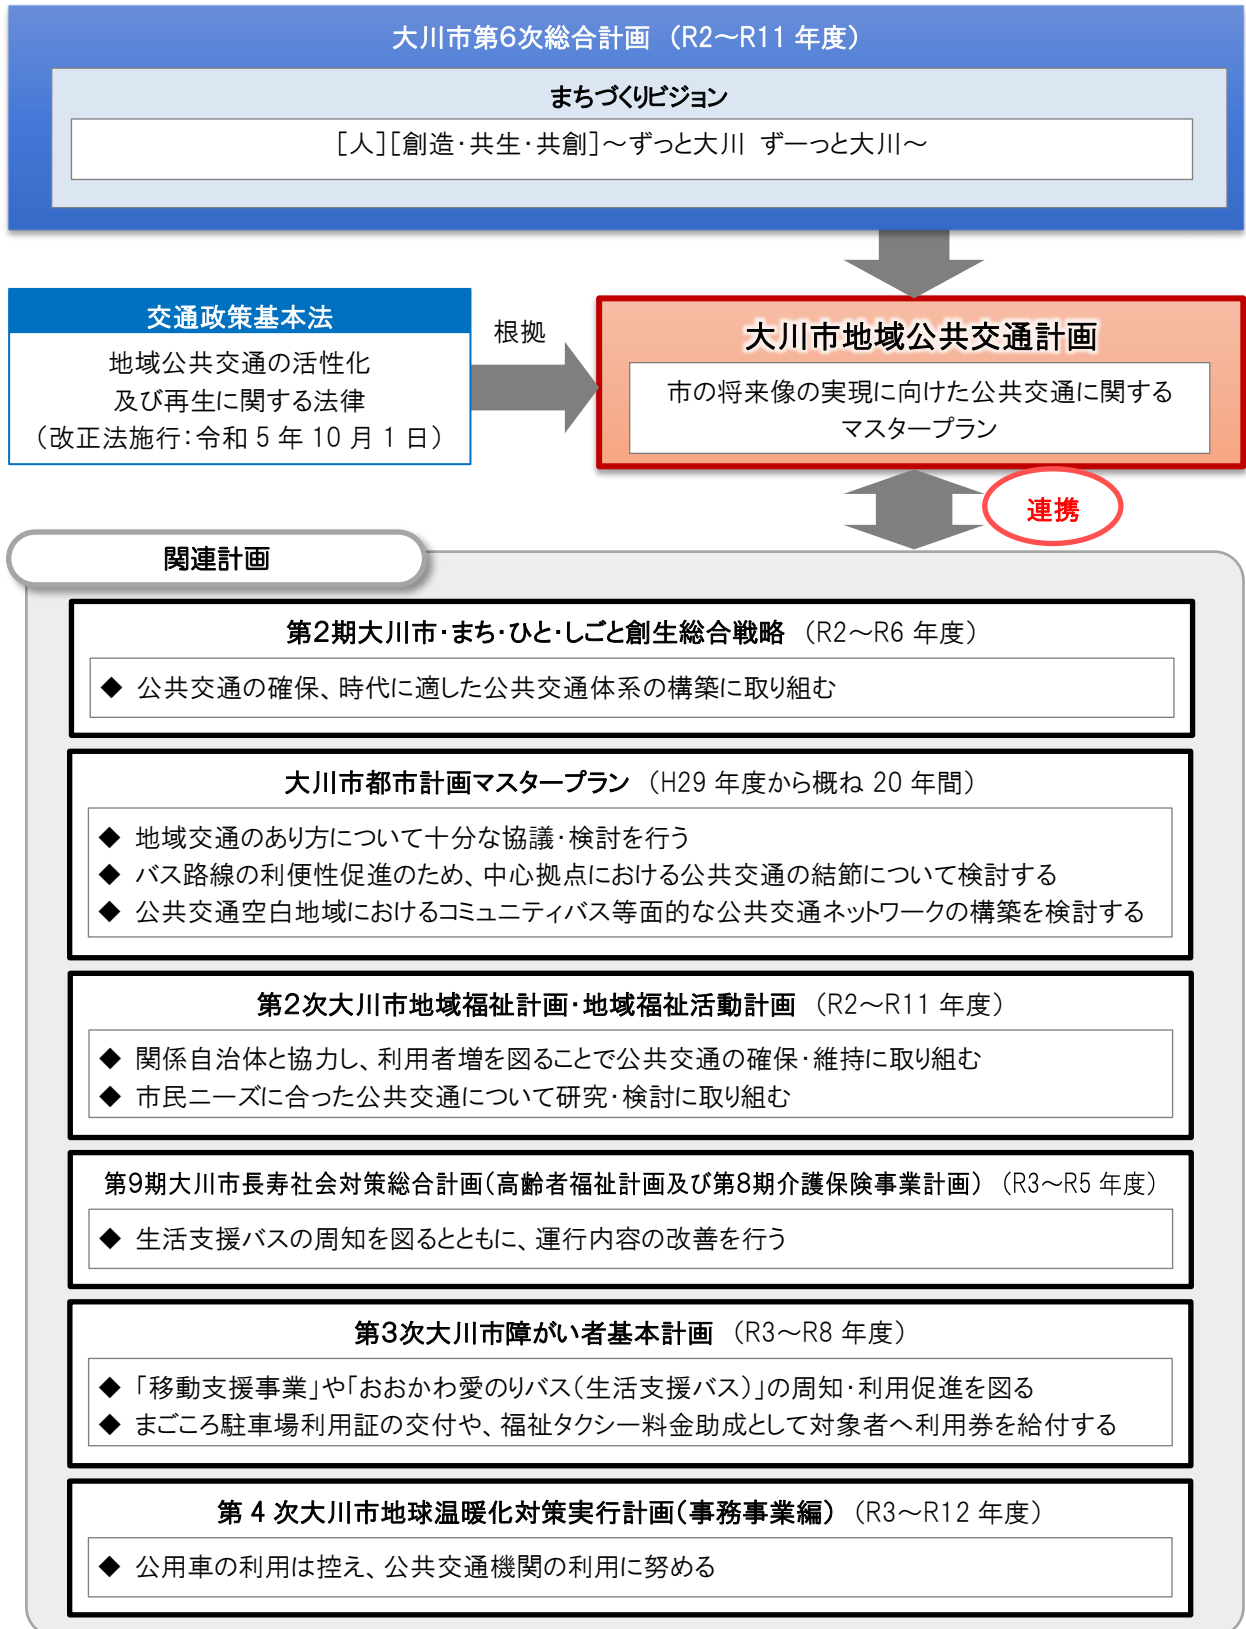 大川市第6次総合計画 （R2～R11 年度）
まちづくりビジョン
［人］［創造・共生・共創］～ずっと大川 ずーっと大川～
交通政策基本法
地域公共交通の活性化
及び再生に関する法律
（改正法施行：令和 5 年 10 月 1 日）
根拠
大川市地域公共交通計画
市の将来像の実現に向けた公共交通に関する
マスタープラン
連携
関連計画
第2期大川市・まち・ひと・しごと創生総合戦略 （R2～R6 年度）
◆ 公共交通の確保、時代に適した公共交通体系の構築に取り組む
大川市都市計画マスタープラン （H29 年度から概ね 20 年間）
◆ 地域交通のあり方について十分な協議・検討を行う
◆ バス路線の利便性促進のため、中心拠点における公共交通の結節について検討する
◆ 公共交通空白地域におけるコミュニティバス等面的な公共交通ネットワークの構築を検討する
第2次大川市地域福祉計画・地域福祉活動計画 （R2～R11 年度）
◆ 関係自治体と協力し、利用者増を図ることで公共交通の確保・維持に取り組む
◆ 市民ニーズに合った公共交通について研究・検討に取り組む
第9期大川市長寿社会対策総合計画（高齢者福祉計画及び第8期介護保険事業計画） （R3～R5 年度）
◆ 生活支援バスの周知を図るとともに、運行内容の改善を行う
第3次大川市障がい者基本計画 （R3～R8 年度）
◆ 「移動支援事業」や「おおかわ愛のりバス（生活支援バス）」の周知・利用促進を図る
◆ まごころ駐車場利用証の交付や、福祉タクシー料金助成として対象者へ利用券を給付する
第 4 次大川市地球温暖化対策実行計画（事務事業編） （R3～R12 年度）
◆ 公用車の利用は控え、公共交通機関の利用に努める